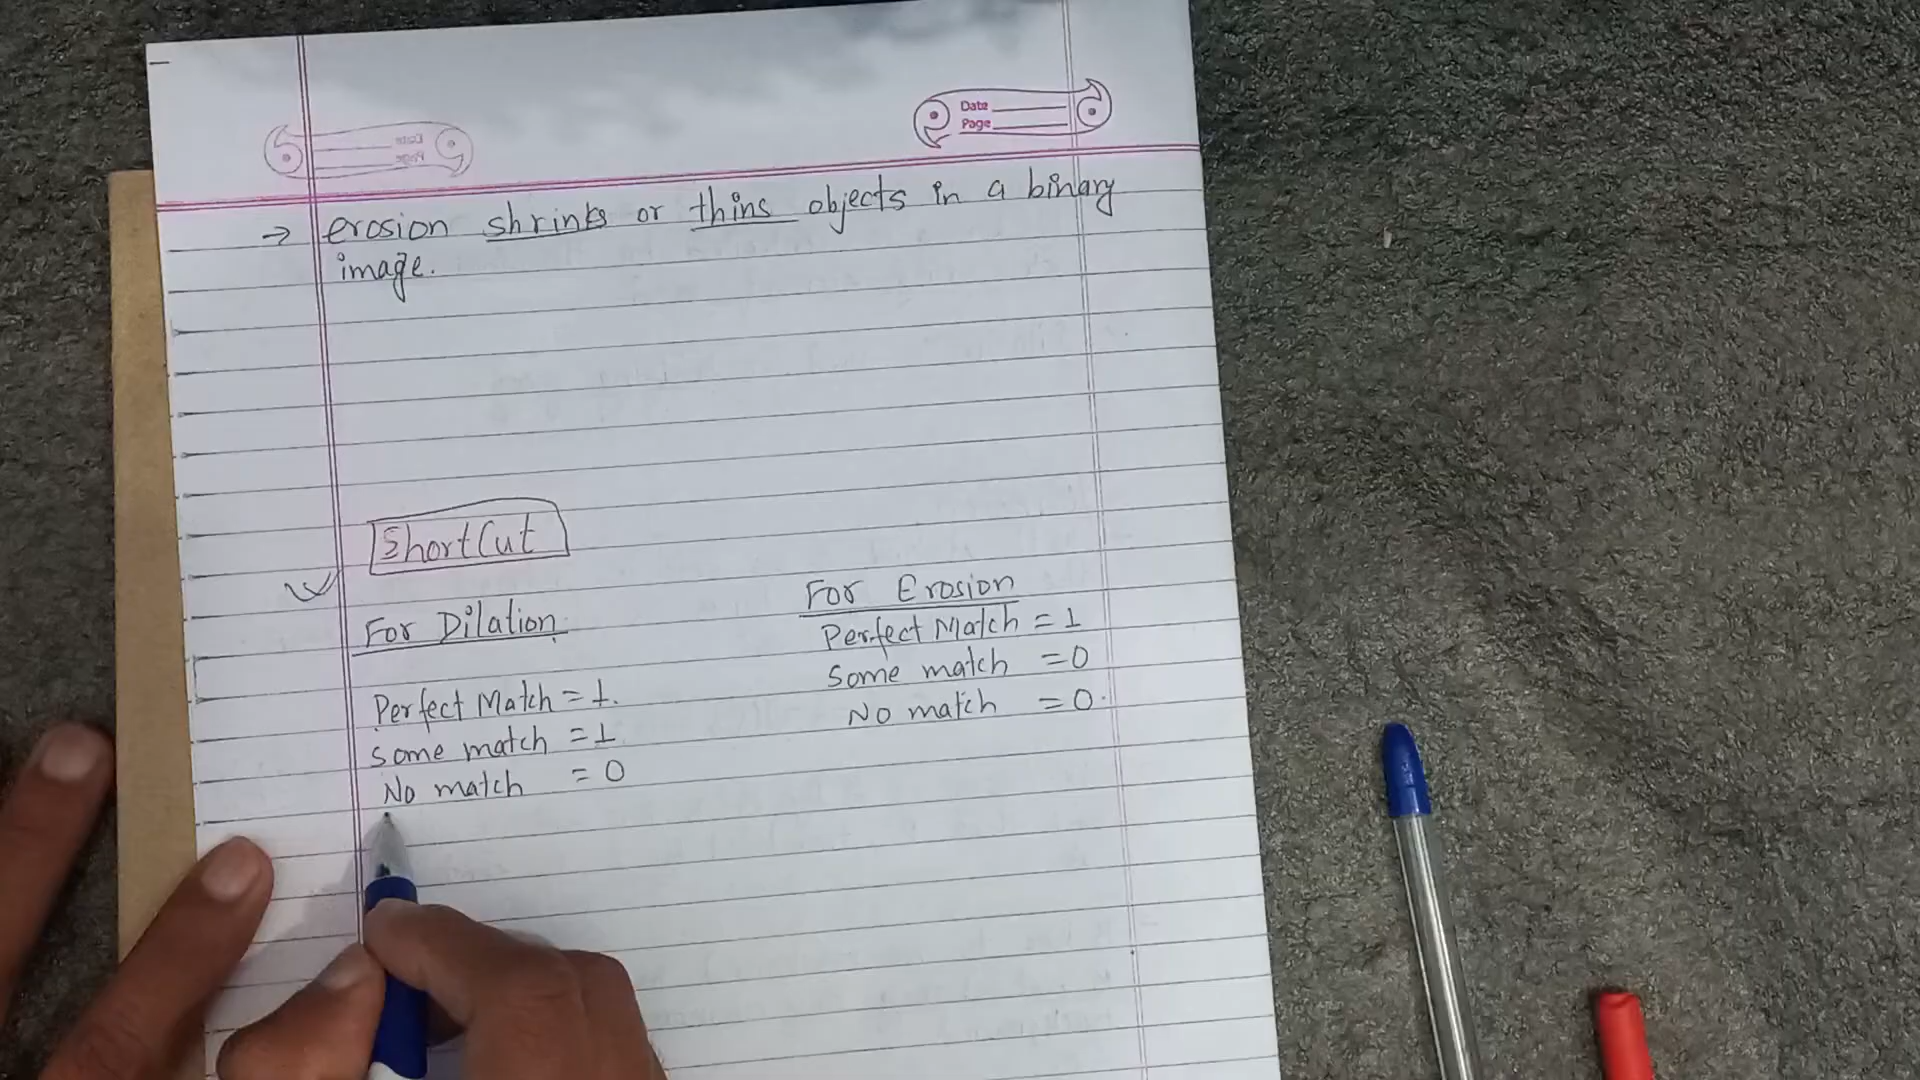 Date
Page
→ erosion shrinks or thins objects in a binary
image.
ShortCut
For Dilation
Perfect Match = 1.
some match = 1
No match = 0
For Erosion
Perfect Match = 1
Some match = 0
No match = 0.